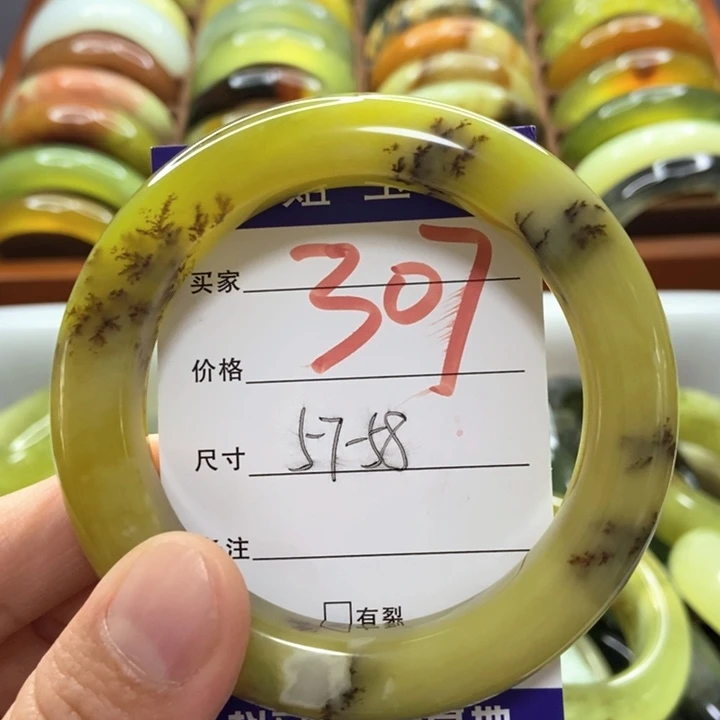 买家 307
价格
尺寸 57-58
注
有裂